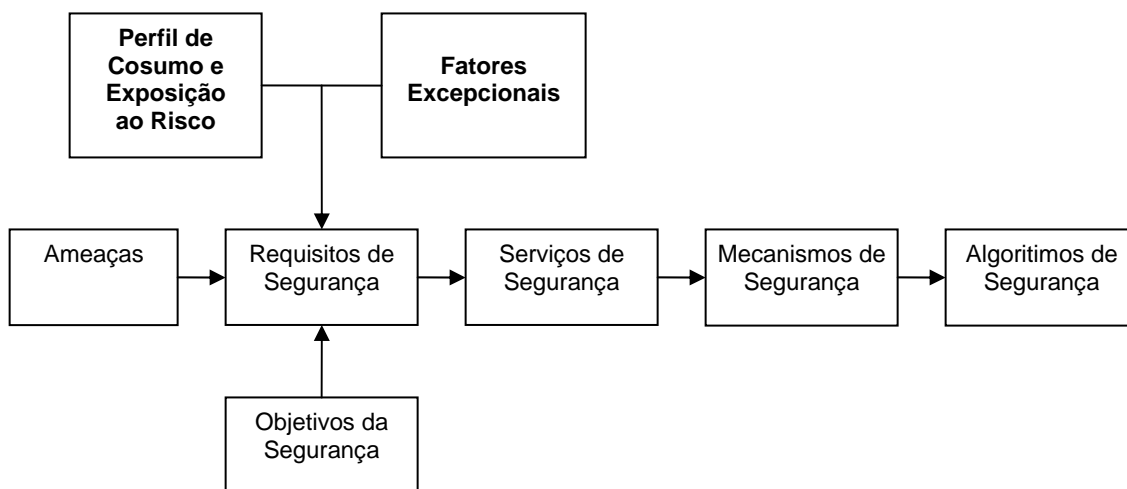 Perfil de
Cosumo e
Exposição
ao Risco
Fatores
Excepcionais
Ameaças
Requisitos de
Segurança
Serviços de
Segurança
Mecanismos de
Segurança
Algoritimos de
Segurança
Objetivos da
Segurança